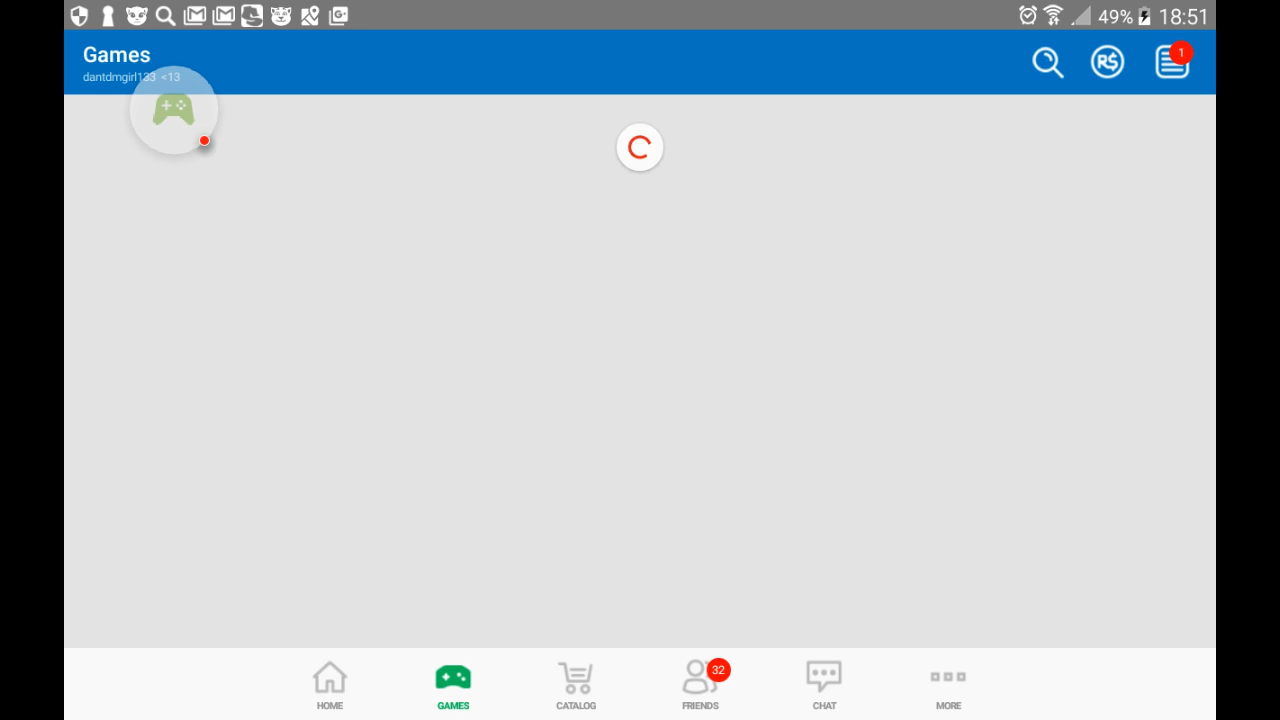 49% 18:51
Games
dantdmgirl133 <13
R$
1
32
HOME GAMES CATALOG FRIENDS CHAT MORE